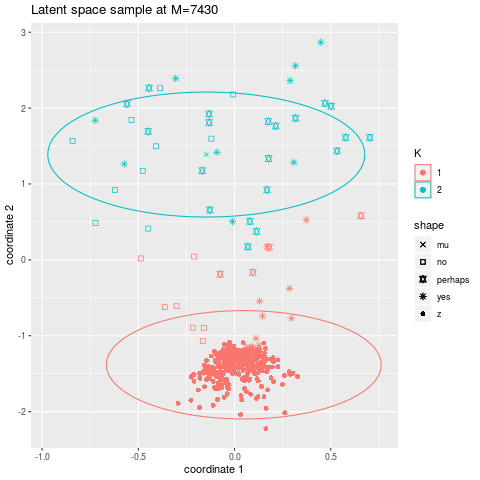 Latent space sample at M=7430
coordinate 2
3
2
1
0
-1
-2
-1.0
-0.5
0.0
0.5
coordinate 1
K
1
2
shape
mu
no
perhaps
yes
z